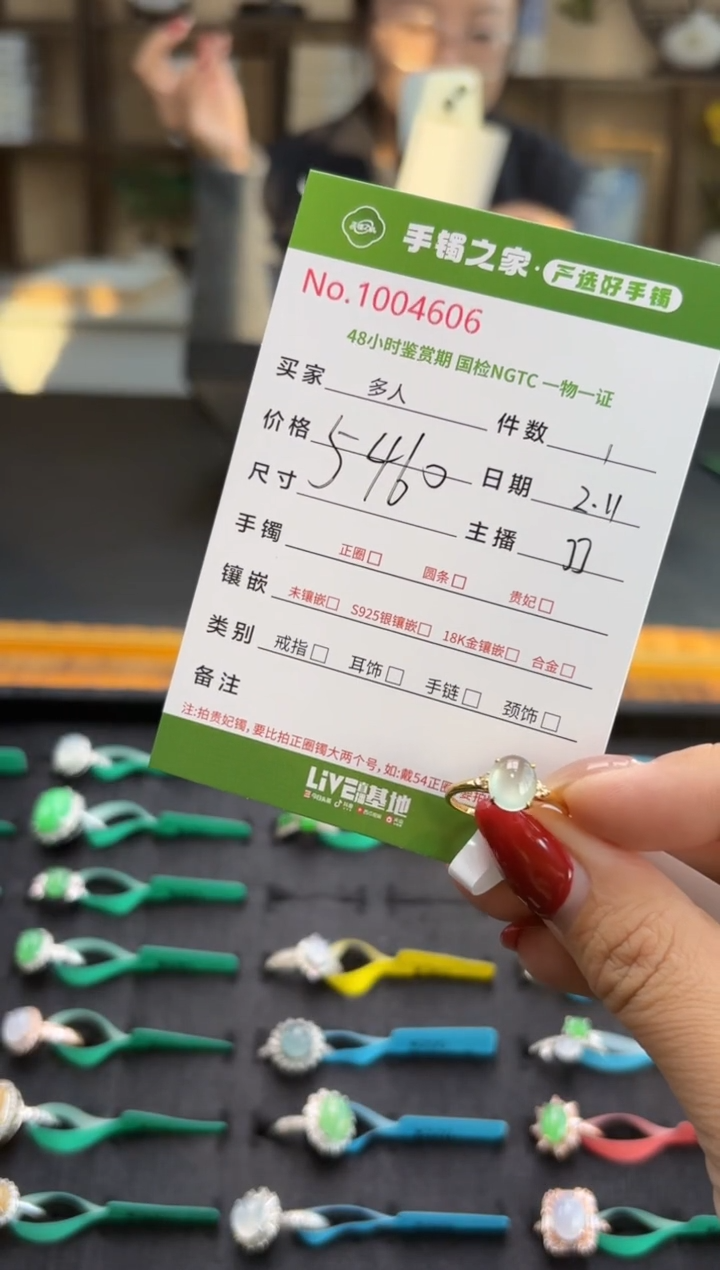 手镯之家·严选好手镯
No.1004606
48小时鉴赏期 国检NGTC 一物一证
买家 多人 件数 1
价格 5460 日期 2.11
尺寸 主播
手镯 正圈□ 圆条□ 贵妃□
镶嵌 未镶嵌□ S925银镶嵌□ 18K金镶嵌□ 合金□
类别 戒指□ 耳饰□ 手链□ 颈饰□
备注
注:拍贵妃镯,要比拍正圈镯大两个号,如:戴54正圈
LiVE直播基地